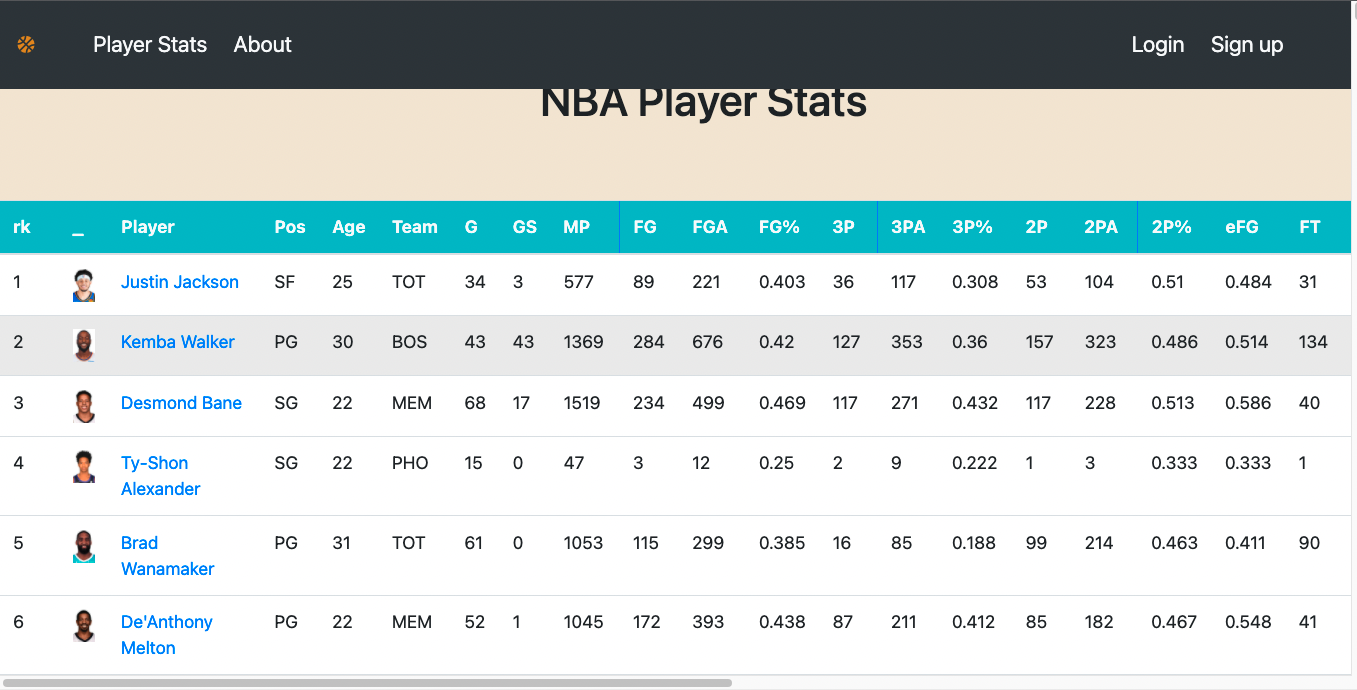 Player Stats About Login Sign up
NBA Player Stats
rk _ Player Pos Age Team G GS MP FG FGA FG% 3P 3PA 3P% 2P 2PA 2P% eFG FT
1 Justin Jackson SF 25 TOT 34 3 577 89 221 0.403 36 117 0.308 53 104 0.51 0.484 31
2 Kemba Walker PG 30 BOS 43 43 1369 284 676 0.42 127 353 0.36 157 323 0.486 0.514 134
3 Desmond Bane SG 22 MEM 68 17 1519 234 499 0.469 117 271 0.432 117 228 0.513 0.586 40
4 Ty-Shon SG 22 PHO 15 0 47 3 12 0.25 2 9 0.222 1 3 0.333 0.333 1
Alexander
5 Brad PG 31 TOT 61 0 1053 115 299 0.385 16 85 0.188 99 214 0.463 0.411 90
Wanamaker
6 De'Anthony PG 22 MEM 52 1 1045 172 393 0.438 87 211 0.412 85 182 0.467 0.548 41
Melton